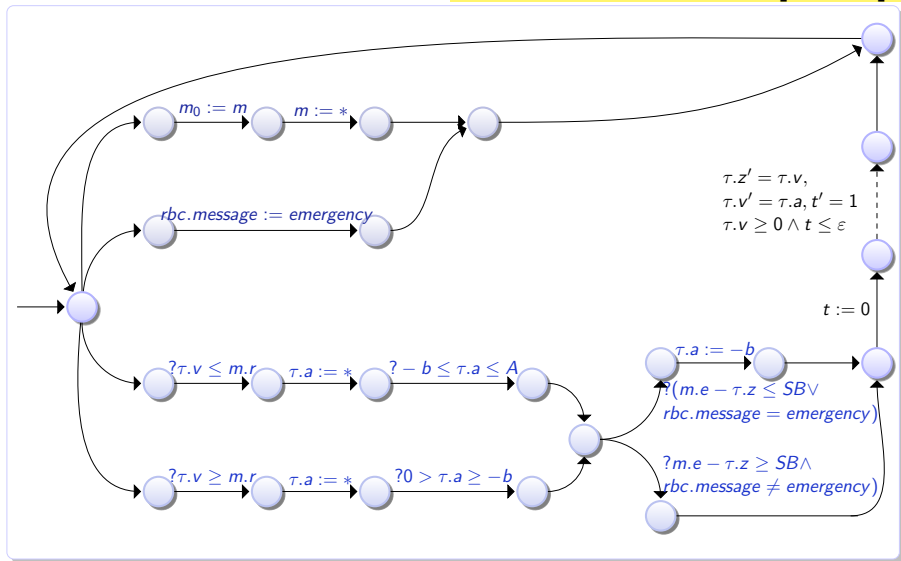 m₀ := m
m := ∗
rbc.message := emergency
τ.z′ = τ.v,
τ.v′ = τ.a, t′ = 1
τ.v ≥ 0 ∧ t ≤ ε
t := 0
?τ.v ≤ m.r
τ.a := ∗
? − b ≤ τ.a ≤ A
τ.a := −b
?(m.e − τ.z ≤ SB∨
rbc.message = emergency)
?τ.v ≥ m.r
τ.a := ∗
?0 > τ.a ≥ −b
?m.e − τ.z ≥ SB∧
rbc.message ≠ emergency)